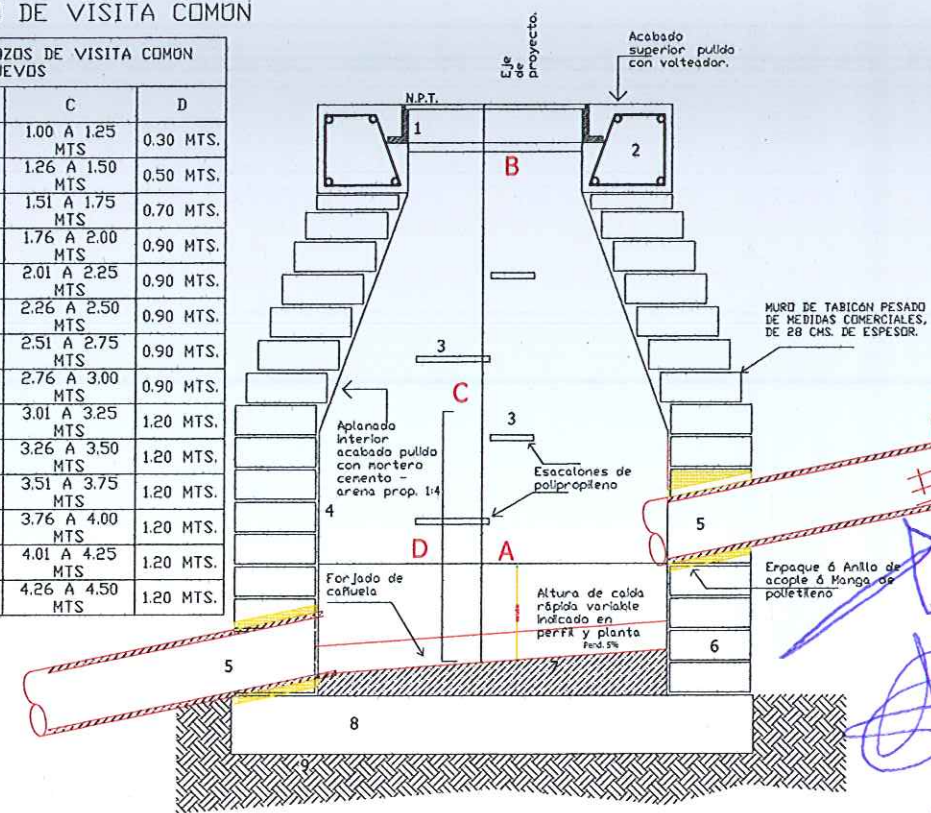 DE VISITA COMUN
OZOS DE VISITA COMUN
UEVOS
C D
1.00 A 1.25 MTS 0.30 MTS.
1.26 A 1.50 MTS 0.50 MTS.
1.51 A 1.75 MTS 0.70 MTS.
1.76 A 2.00 MTS 0.90 MTS.
2.01 A 2.25 MTS 0.90 MTS.
2.26 A 2.50 MTS 0.90 MTS.
2.51 A 2.75 MTS 0.90 MTS.
2.76 A 3.00 MTS 0.90 MTS.
3.01 A 3.25 MTS 1.20 MTS.
3.26 A 3.50 MTS 1.20 MTS.
3.51 A 3.75 MTS 1.20 MTS.
3.76 A 4.00 MTS 1.20 MTS.
4.01 A 4.25 MTS 1.20 MTS.
4.26 A 4.50 MTS 1.20 MTS.
Eje
de
proyecto.
Acabado
superior pulido
con volteador.
N.P.T.
1
2
B
MURO DE TABICÓN PESADO
DE MEDIDAS COMERCIALES,
DE 28 CMS. DE ESPESOR.
3
C
Aplanado
Interior
acabado pulido
con mortero
cemento -
arena prop. 1:4
3
Esacalones de
polipropileno
4
5
D
A
Empaque ó Anillo de
acople ó Manga de
polietileno
Forjado de
cañuela
Altura de caida
rápida variable
Indicado en
perfil y planta
Pend. 5%
5
6
7
8
9